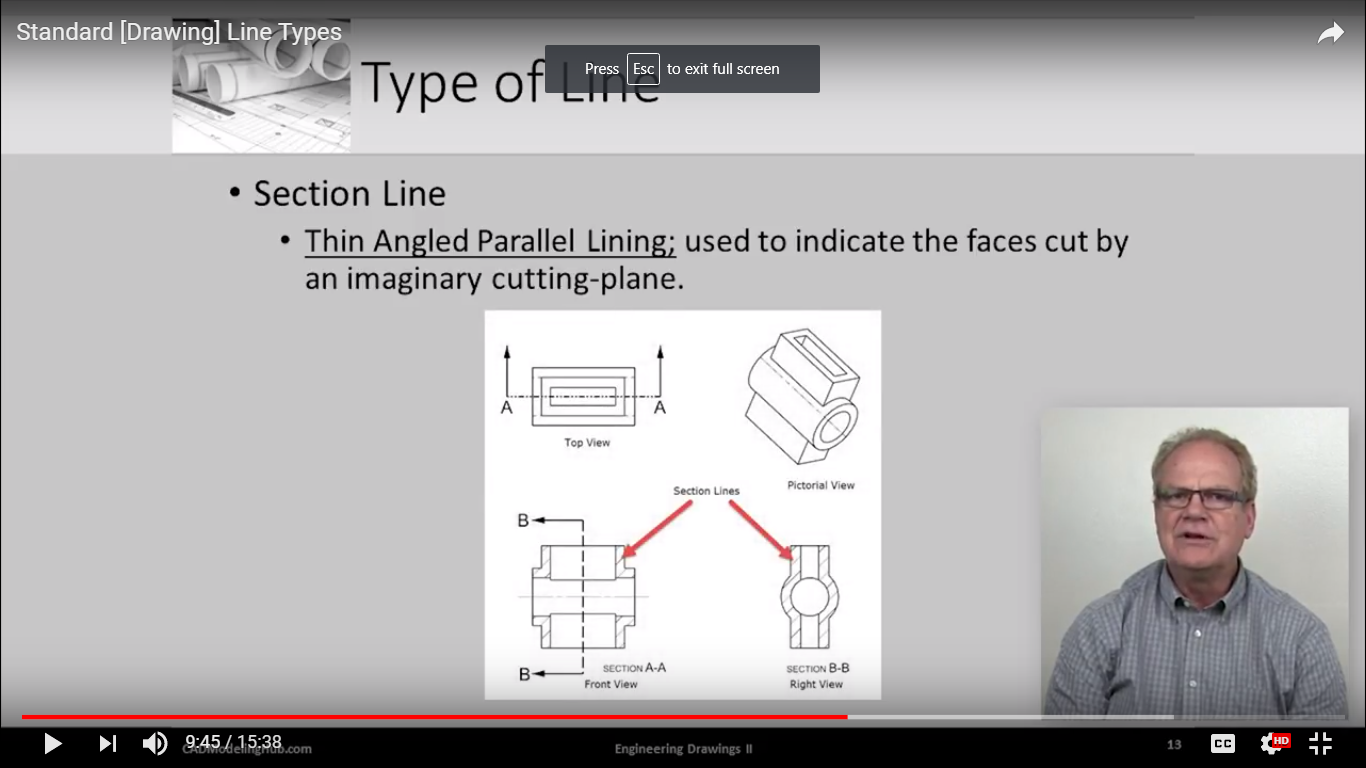 Standard [Drawing] Line Types
Press Esc to exit full screen
Type of Line
• Section Line
• Thin Angled Parallel Lining; used to indicate the faces cut by
an imaginary cutting-plane.
A
A
Top View
Pictorial View
Section Lines
B
B
SECTION A-A
Front View
SECTION B-B
Right View
9:45 / 15:38
CADModelingHub.com
Engineering Drawings II
13
CC
HD